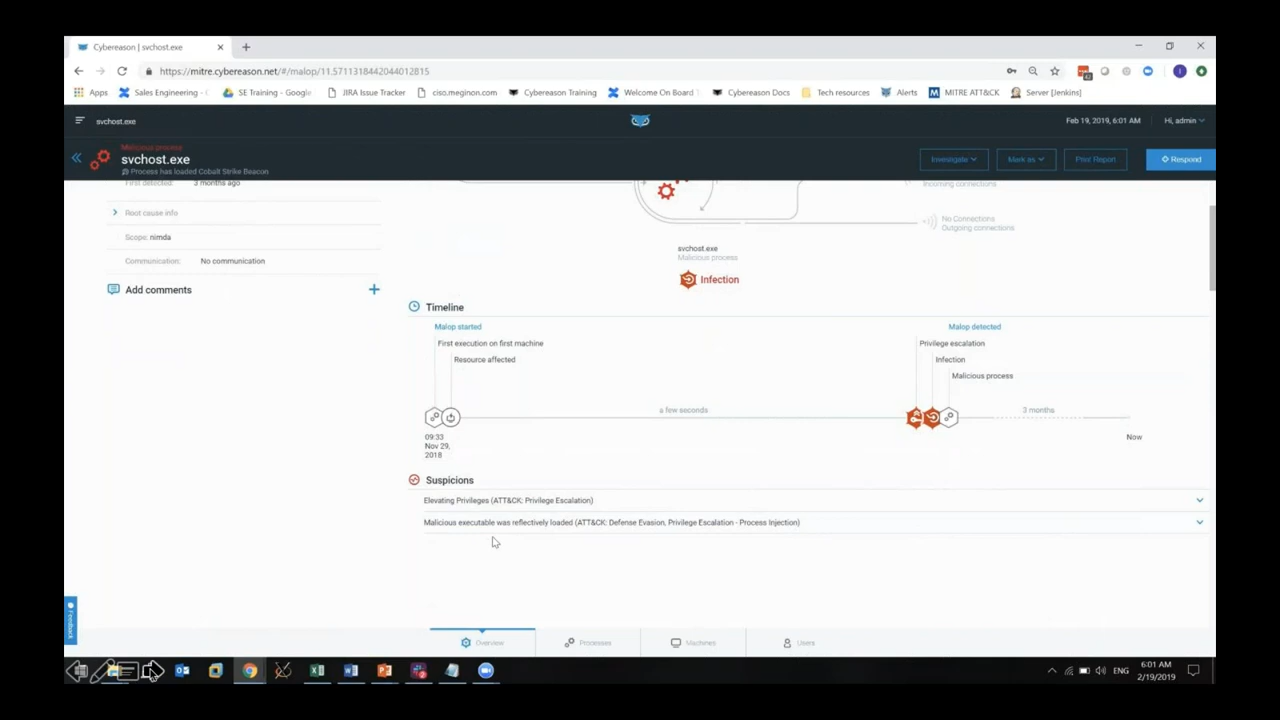 Cybereason | svchost.exe
https://mitre.cybereason.net/#/malop/11.5711318442044012815
Apps
Sales Engineering -
SE Training - Google
JIRA Issue Tracker
ciso.meginon.com
Cybereason Training
Welcome On Board
Cybereason Docs
Tech resources
Alerts
MITRE ATT&CK
Server [Jenkins]
svchost.exe
Feb 19, 2019, 6:01 AM
Hi, admin
Malicious process
svchost.exe
Process has loaded Cobalt Strike Beacon
Investigate
Mark as
Print Report
Respond
First detected: 3 months ago
Root cause info
Scope: nimda
Communication: No communication
Add comments
Incoming connections
No Connections
Outgoing connections
svchost.exe
Malicious process
Infection
Timeline
Malop started
Malop detected
First execution on first machine
Privilege escalation
Resource affected
Infection
Malicious process
a few seconds
3 months
09:33
Nov 29,
2018
Now
Suspicions
Elevating Privileges (ATT&CK: Privilege Escalation)
Malicious executable was reflectively loaded (ATT&CK: Defense Evasion, Privilege Escalation - Process Injection)
Feedback
Overview
Processes
Machines
Users
ENG
6:01 AM
2/19/2019